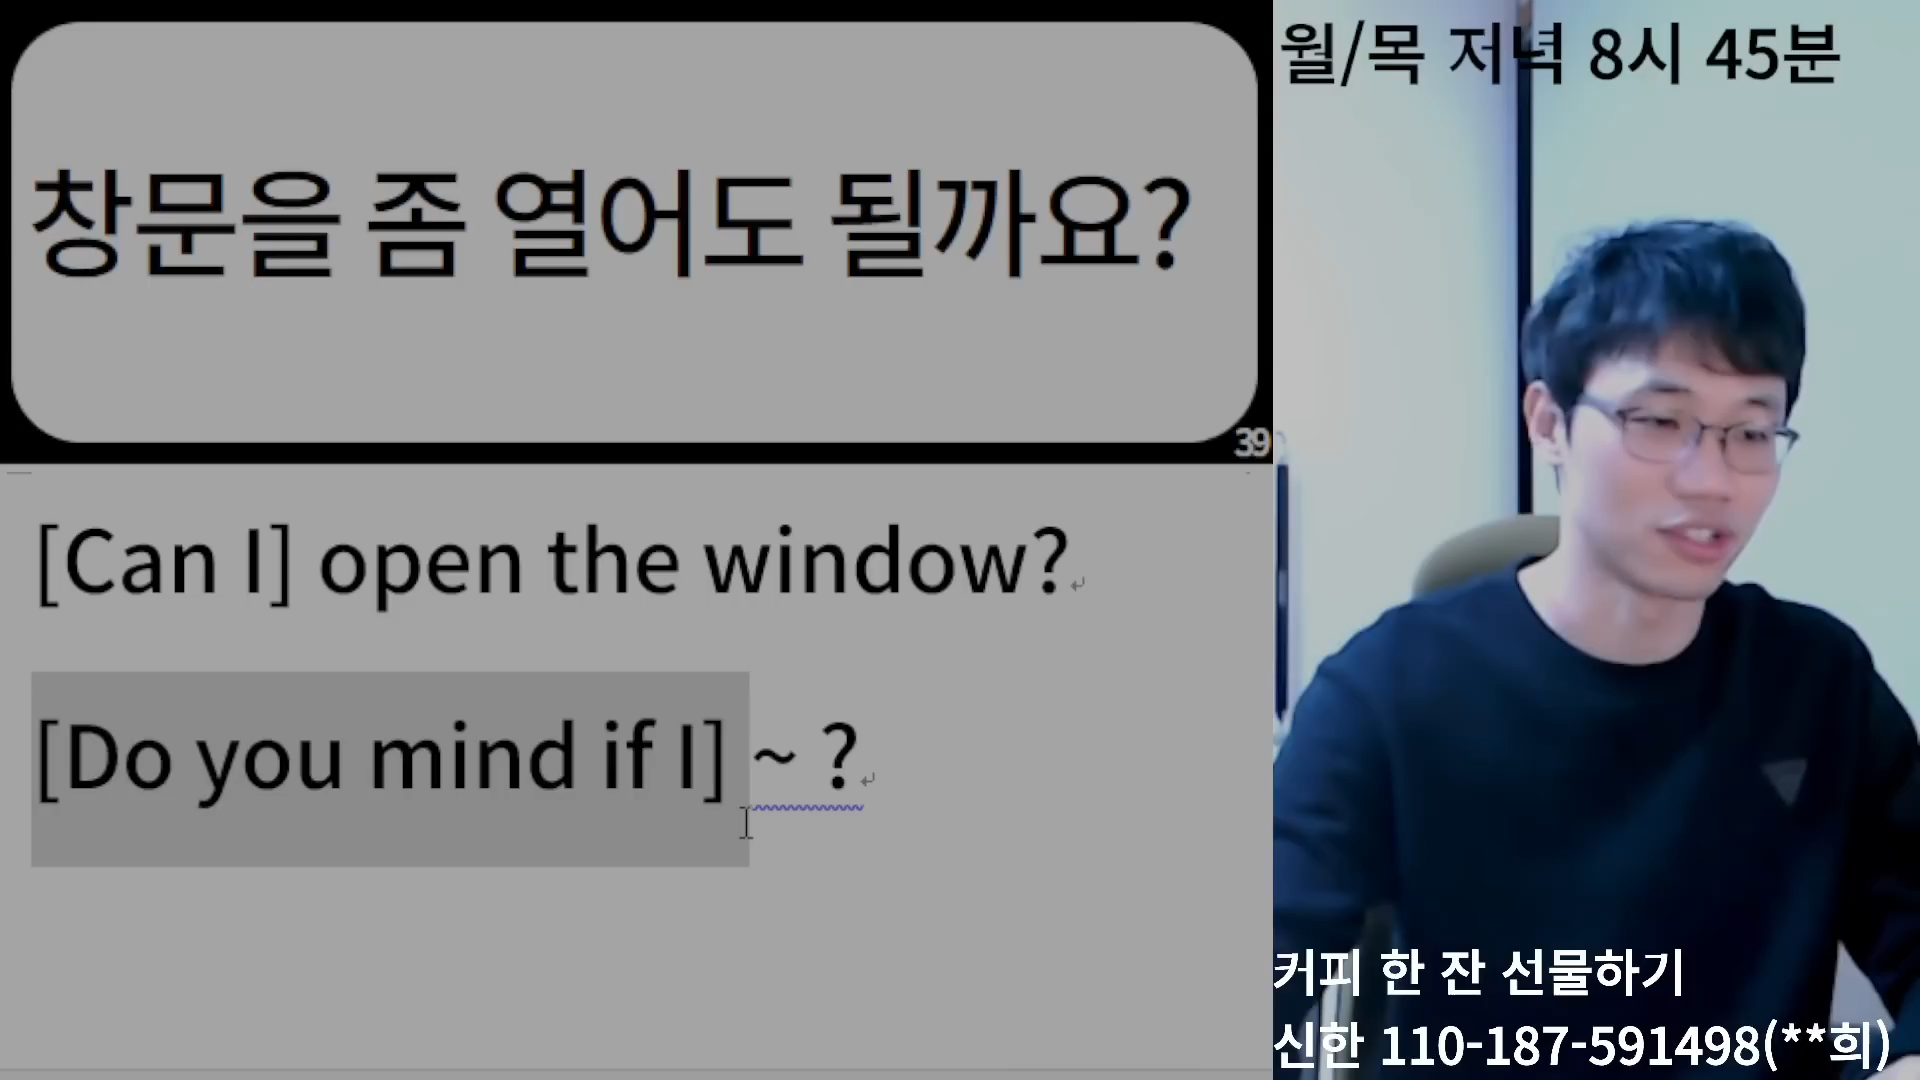 창문을 좀 열어도 될까요?
39
[Can I] open the window?
[Do you mind if I] ~ ?
월/목 저녁 8시 45분
커피 한 잔 선물하기
신한 110-187-591498(**희)